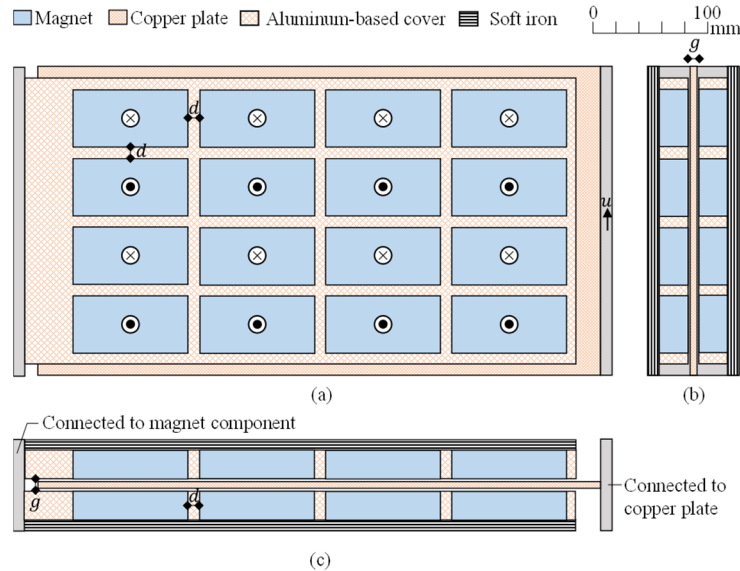 Magnet Copper plate Aluminum-based cover Soft iron
0 100
mm
g
d
d
u
(a)
(b)
Connected to magnet component
g
d
Connected to
copper plate
(c)